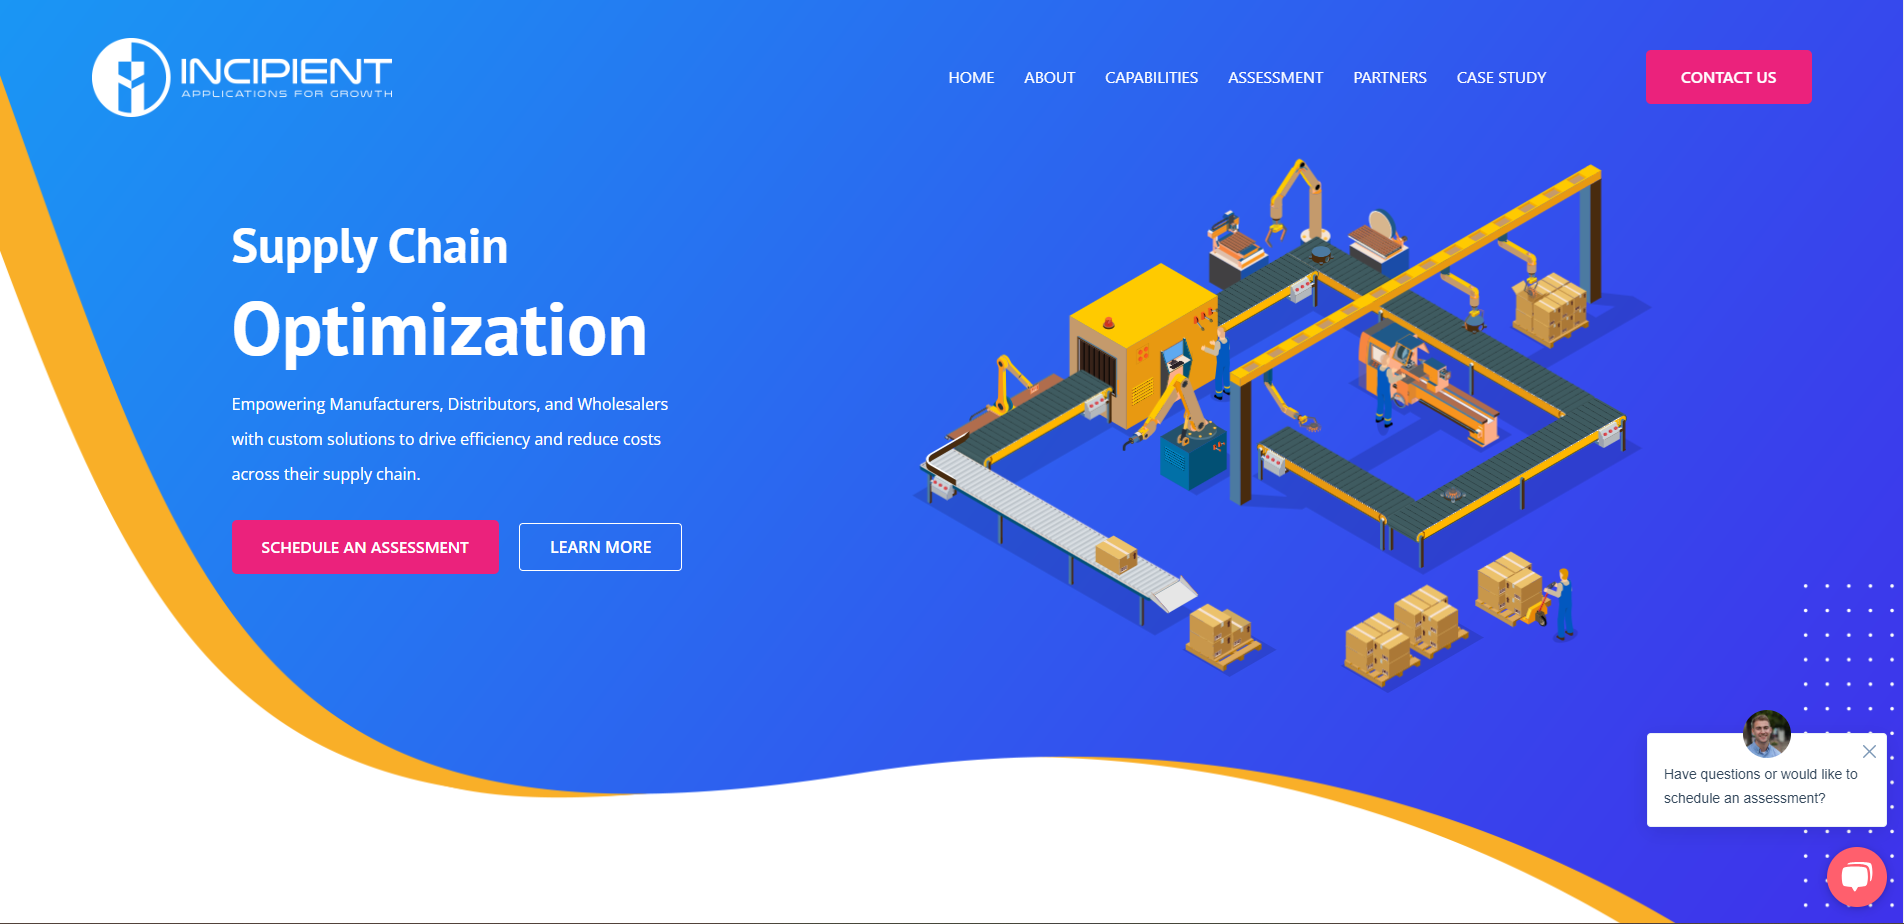 INCIPIENT
APPLICATIONS FOR GROWTH
HOME ABOUT CAPABILITIES ASSESSMENT PARTNERS CASE STUDY CONTACT US
Supply Chain
Optimization
Empowering Manufacturers, Distributors, and Wholesalers
with custom solutions to drive efficiency and reduce costs
across their supply chain.
SCHEDULE AN ASSESSMENT LEARN MORE
Have questions or would like to
schedule an assessment?